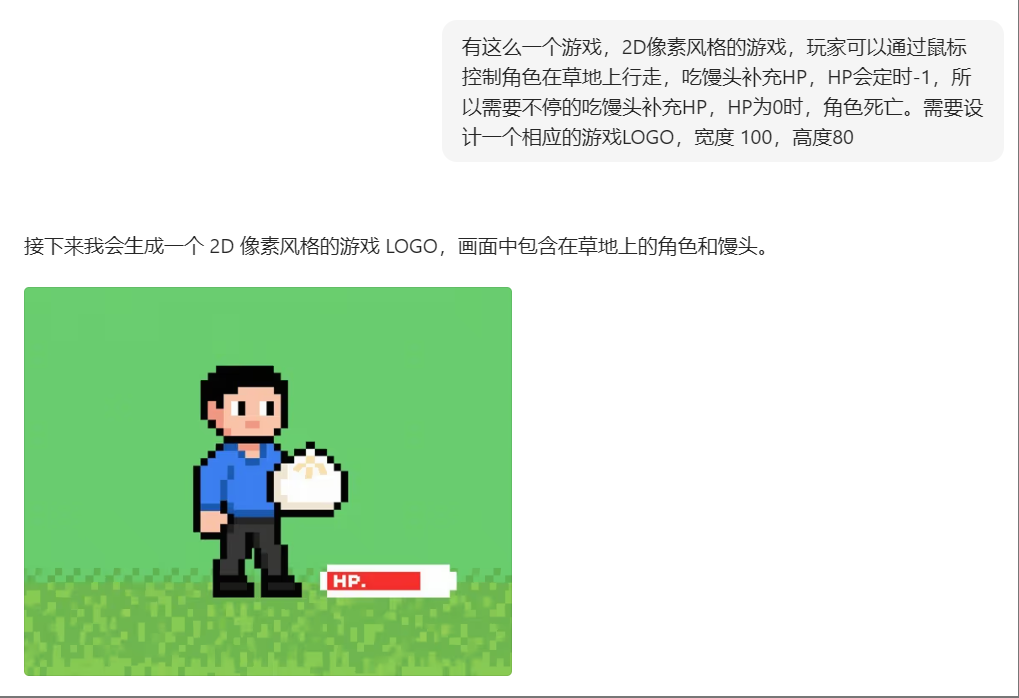 有这么一个游戏，2D像素风格的游戏，玩家可以通过鼠标
控制角色在草地上行走，吃馒头补充HP，HP会定时-1，所
以需要不停的吃馒头补充HP，HP为0时，角色死亡。需要设
计一个相应的游戏LOGO，宽度 100，高度80
接下来我会生成一个 2D 像素风格的游戏 LOGO，画面中包含在草地上的角色和馒头。
HP.